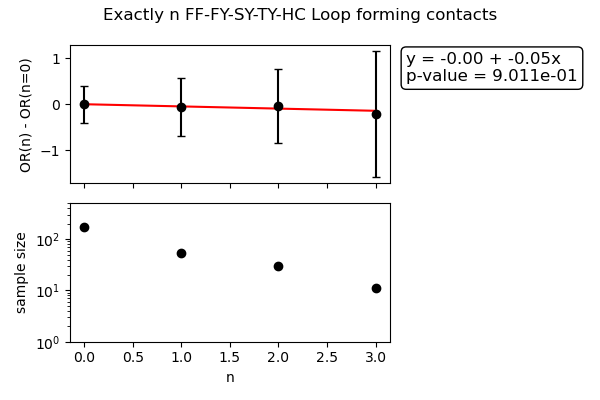 Exactly n FF-FY-SY-TY-HC Loop forming contacts
y = -0.00 + -0.05x
p-value = 9.011e-01
OR(n) - OR(n=0)
1
0
−1
sample size
10²
10¹
10⁰
0.0 0.5 1.0 1.5 2.0 2.5 3.0
n